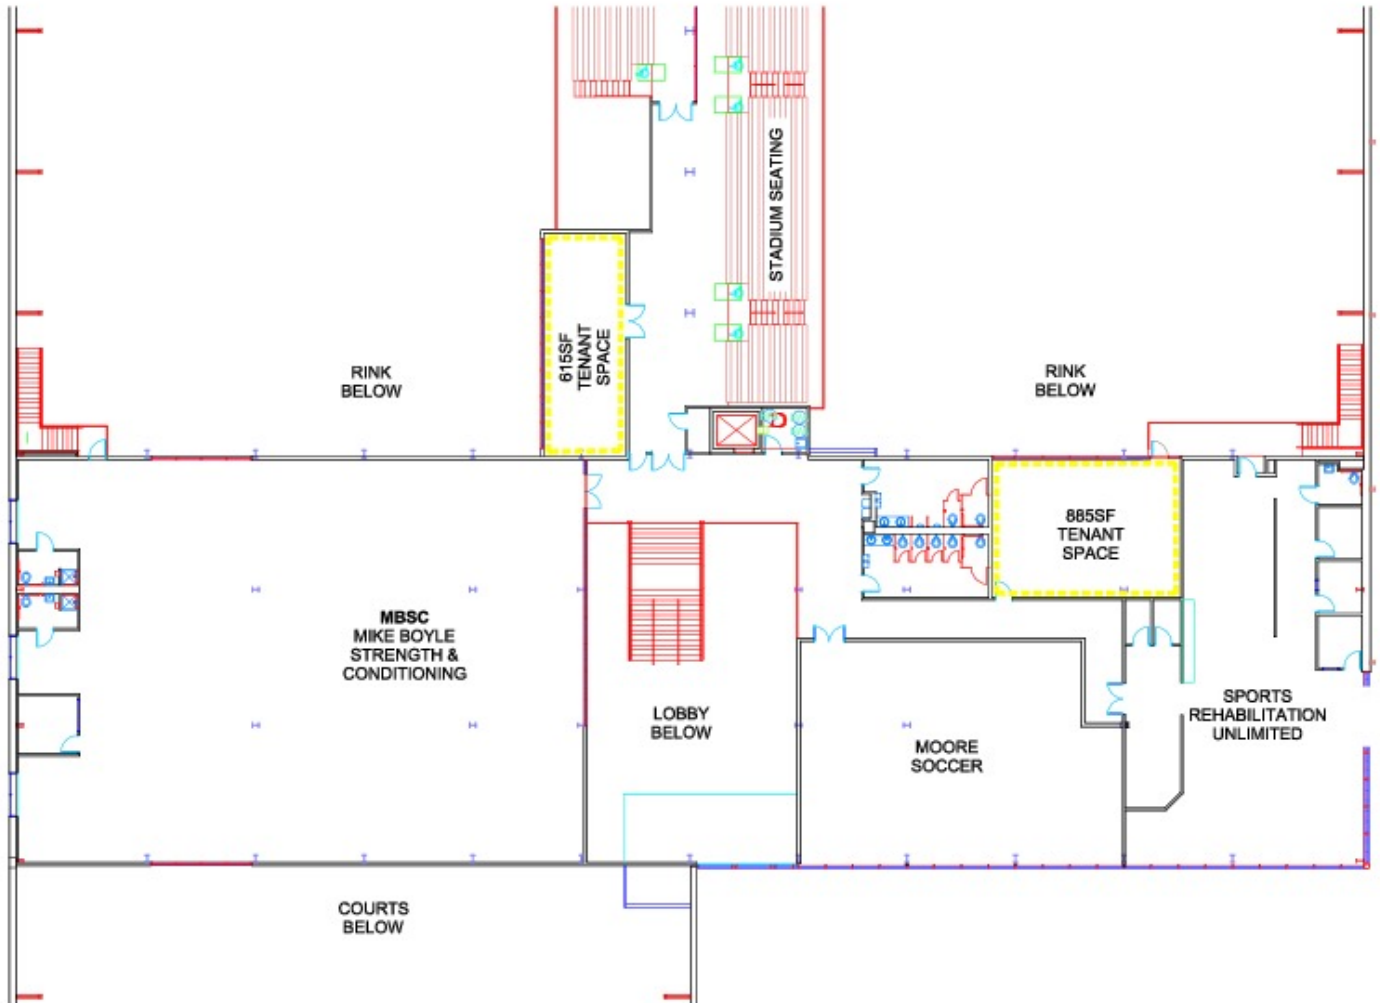 STADIUM SEATING
615SF
TENANT
SPACE
RINK
BELOW
RINK
BELOW
885SF
TENANT
SPACE
MBSC
MIKE BOYLE
STRENGTH &
CONDITIONING
LOBBY
BELOW
MOORE
SOCCER
SPORTS
REHABILITATION
UNLIMITED
COURTS
BELOW